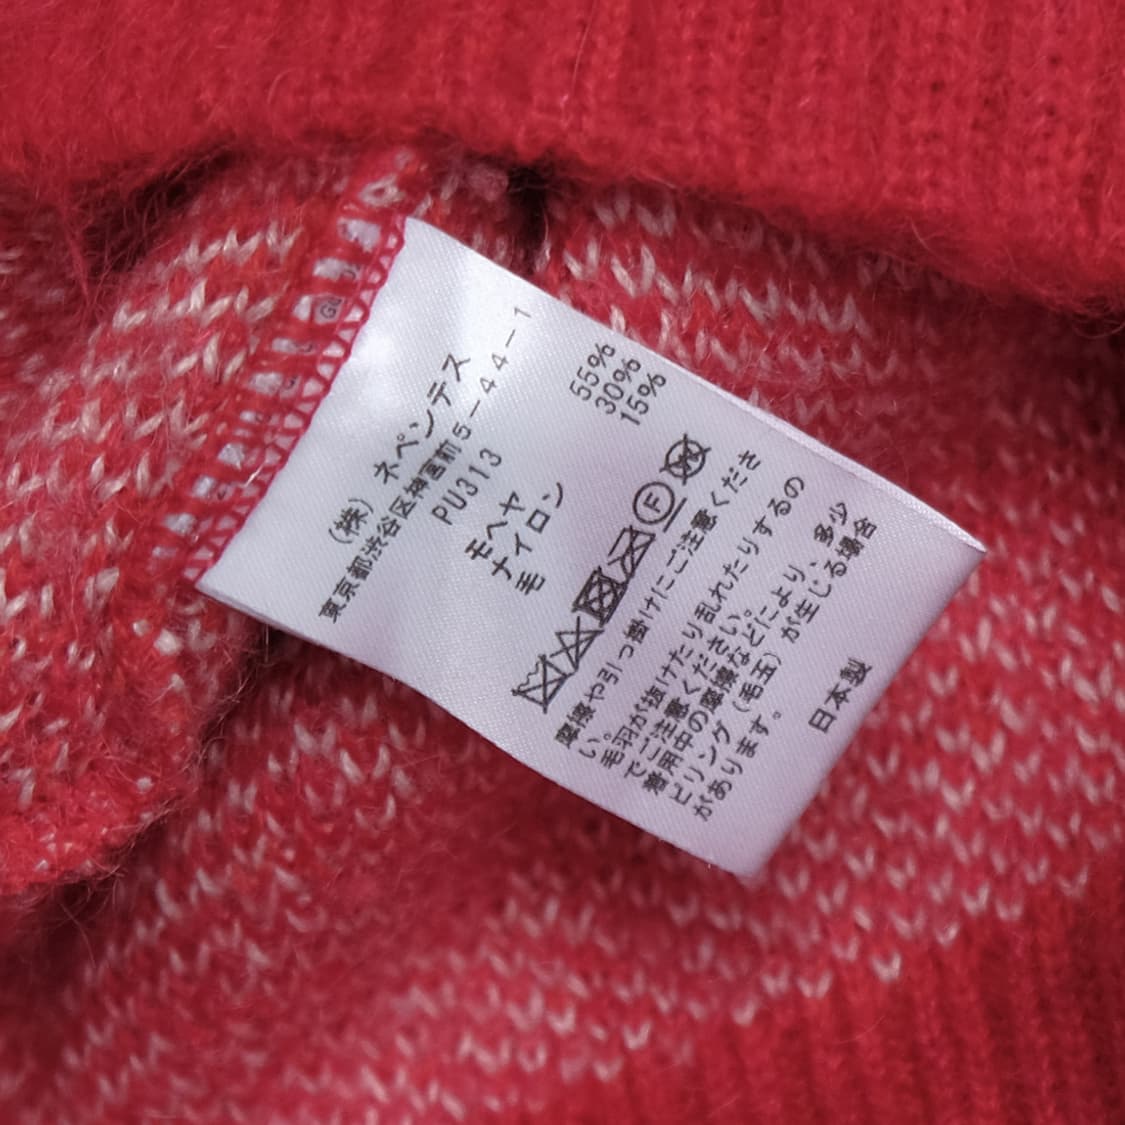 (株) ネペンテス
東京都渋谷区神宮前5-44-1
PU313
モヘヤ 55%
ナイロン 30%
毛 15%
F
摩擦や引っ掛けにご注意くださ
い。
毛羽が抜けたり乱れたりするの
でご注意ください。
着用中の摩擦などにより、多少
ピリング(毛玉)が生じる場合
があります。
日本製